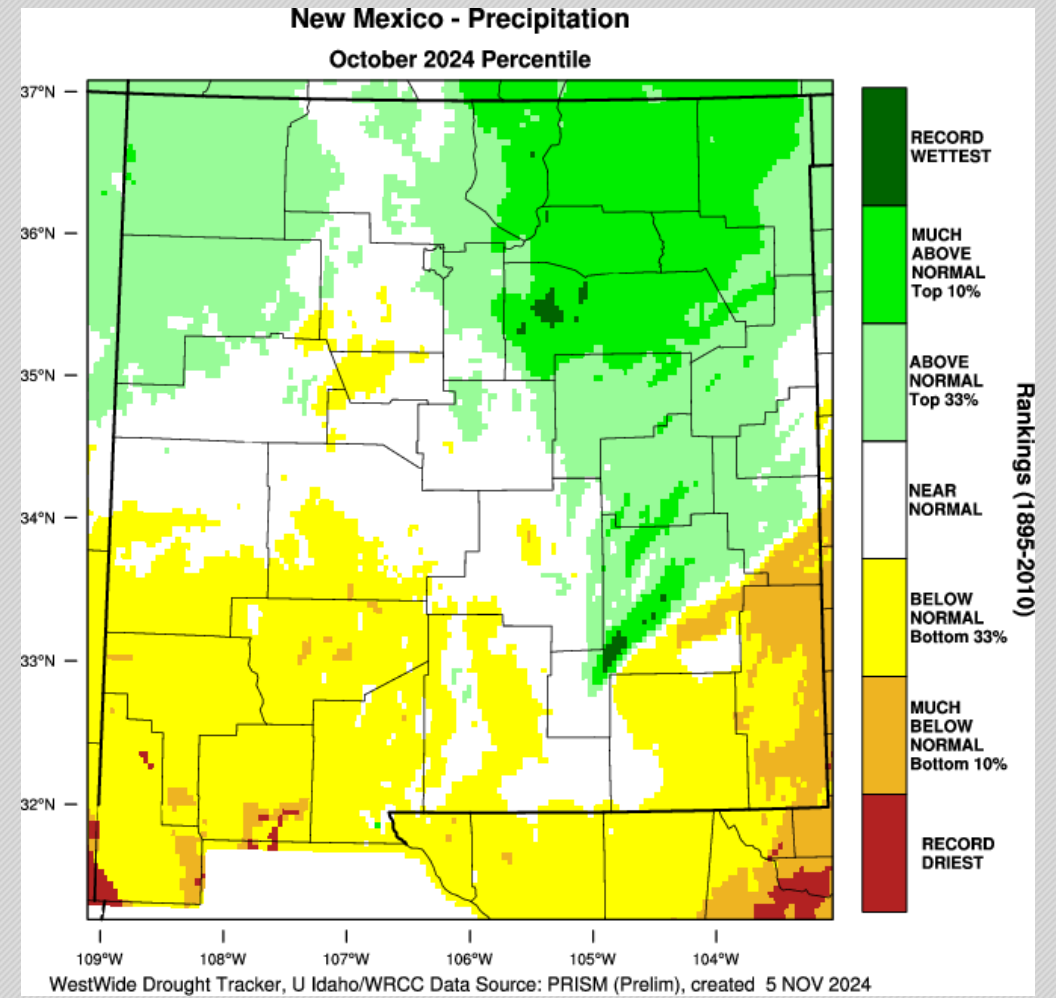 New Mexico - Precipitation
October 2024 Percentile
37°N
36°N
35°N
34°N
33°N
32°N
109°W
108°W
107°W
106°W
105°W
104°W
RECORD
WETTEST
MUCH
ABOVE
NORMAL
Top 10%
ABOVE
NORMAL
Top 33%
NEAR
NORMAL
BELOW
NORMAL
Bottom 33%
MUCH
BELOW
NORMAL
Bottom 10%
RECORD
DRIEST
Rankings (1895-2010)
WestWide Drought Tracker, U Idaho/WRCC Data Source: PRISM (Prelim), created 5 NOV 2024